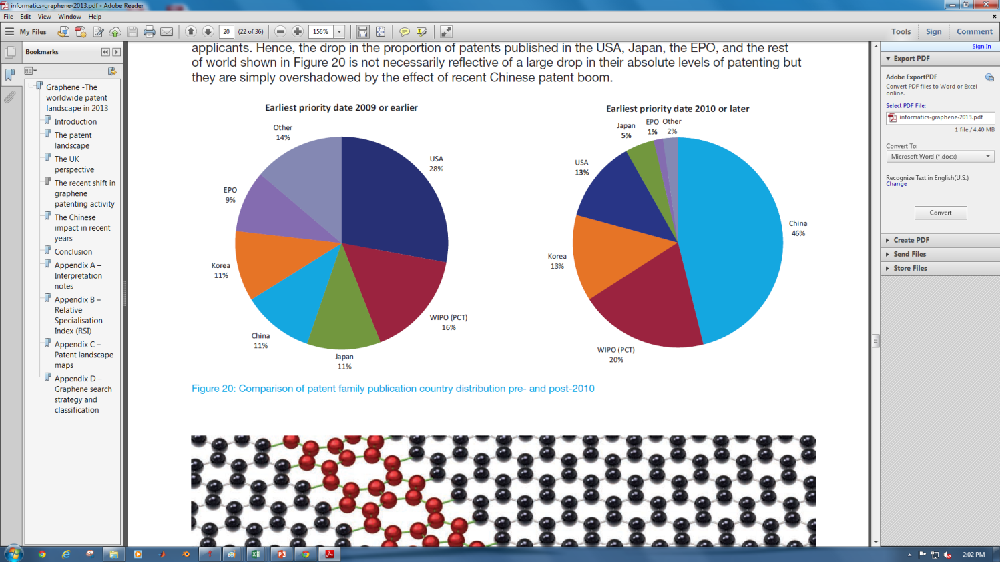 informatics-graphene-2013.pdf - Adobe Reader
File Edit View Window Help
My Files
20 (22 of 36) 156%
Tools Sign Comment
Bookmarks
Graphene -The
worldwide patent
landscape in 2013
Introduction
The patent
landscape
The UK
perspective
The recent shift in
graphene
patenting activity
The Chinese
impact in recent
years
Conclusion
Appendix A –
Interpretation
notes
Appendix B –
Relative
Specialisation
Index (RSI)
Appendix C –
Patent landscape
maps
Appendix D –
Graphene search
strategy and
classification
applicants. Hence, the drop in the proportion of patents published in the USA, Japan, the EPO, and the rest
of world shown in Figure 20 is not necessarily reflective of a large drop in their absolute levels of patenting but
they are simply overshadowed by the effect of recent Chinese patent boom.
Earliest priority date 2009 or earlier
Other
14%
USA
28%
EPO
9%
Korea
11%
WIPO (PCT)
16%
China
11%
Japan
11%
Earliest priority date 2010 or later
Japan
5%
EPO
1%
Other
2%
USA
13%
China
46%
Korea
13%
WIPO (PCT)
20%
Figure 20: Comparison of patent family publication country distribution pre- and post-2010
Sign In
Export PDF
Adobe ExportPDF
Convert PDF files to Word or Excel
online.
Select PDF File:
informatics-graphene-2013.pdf
1 file / 4.40 MB
Convert To:
Microsoft Word (*.docx)
Recognize Text in English(U.S.)
Change
Convert
Create PDF
Send Files
Store Files
2:02 PM